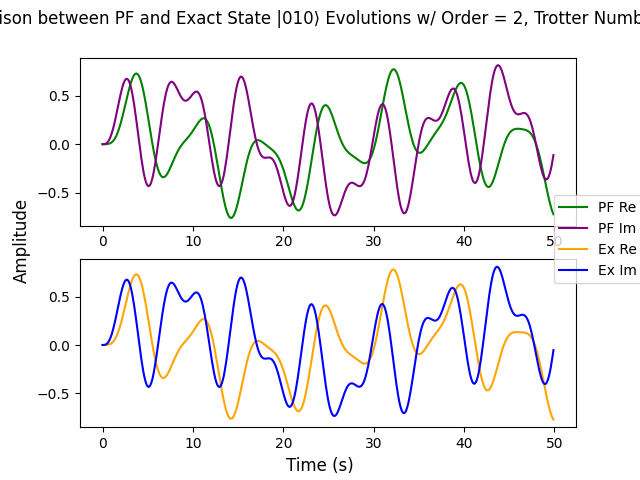 between PF and Exact State |010⟩ Evolutions w/ Order = 2, Trotter
0.5
0.0
−0.5
0 10 20 30 40 50
PF Re
PF Im
Ex Re
Ex Im
Amplitude
0.5
0.0
−0.5
0 10 20 30 40 50
Time (s)